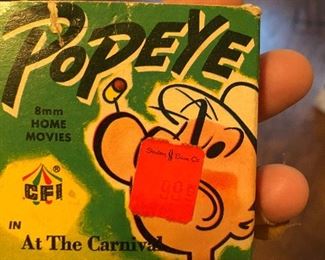 POPEYE
8mm
HOME
MOVIES
®
CFI
99¢
IN
At The Carnival